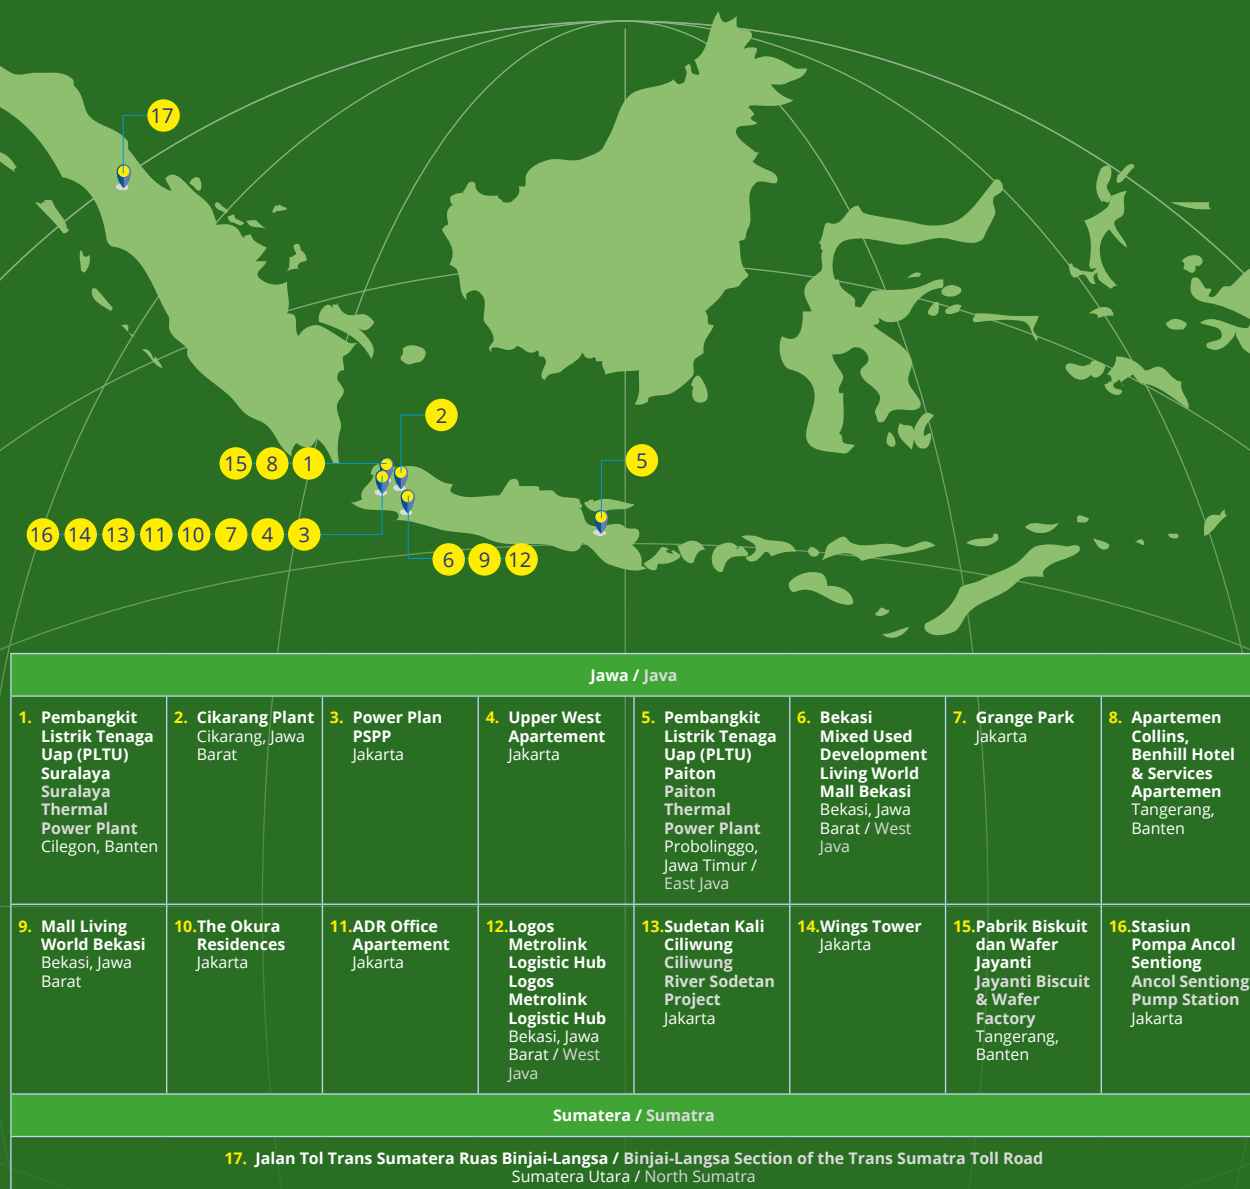 17
2
15 8 1
5
16 14 13 11 10 7 4 3
6 9 12
Jawa / Java
1. Pembangkit
Listrik Tenaga
Uap (PLTU)
Suralaya
Suralaya
Thermal
Power Plant
Cilegon, Banten
2. Cikarang Plant
Cikarang, Jawa
Barat
3. Power Plan
PSPP
Jakarta
4. Upper West
Apartement
Jakarta
5. Pembangkit
Listrik Tenaga
Uap (PLTU)
Paiton
Paiton
Thermal
Power Plant
Probolinggo,
Jawa Timur /
East Java
6. Bekasi
Mixed Used
Development
Living World
Mall Bekasi
Bekasi, Jawa
Barat / West
Java
7. Grange Park
Jakarta
8. Apartemen
Collins,
Benhill Hotel
& Services
Apartemen
Tangerang,
Banten
9. Mall Living
World Bekasi
Bekasi, Jawa
Barat
10. The Okura
Residences
Jakarta
11. ADR Office
Apartement
Jakarta
12. Logos
Metrolink
Logistic Hub
Logos
Metrolink
Logistic Hub
Bekasi, Jawa
Barat / West
Java
13. Sudetan Kali
Ciliwung
Ciliwung
River Sodetan
Project
Jakarta
14. Wings Tower
Jakarta
15. Pabrik Biskuit
dan Wafer
Jayanti
Jayanti Biscuit
& Wafer
Factory
Tangerang,
Banten
16. Stasiun
Pompa Ancol
Sentiong
Ancol Sentiong
Pump Station
Jakarta
Sumatera / Sumatra
17. Jalan Tol Trans Sumatera Ruas Binjai-Langsa / Binjai-Langsa Section of the Trans Sumatra Toll Road
Sumatera Utara / North Sumatra